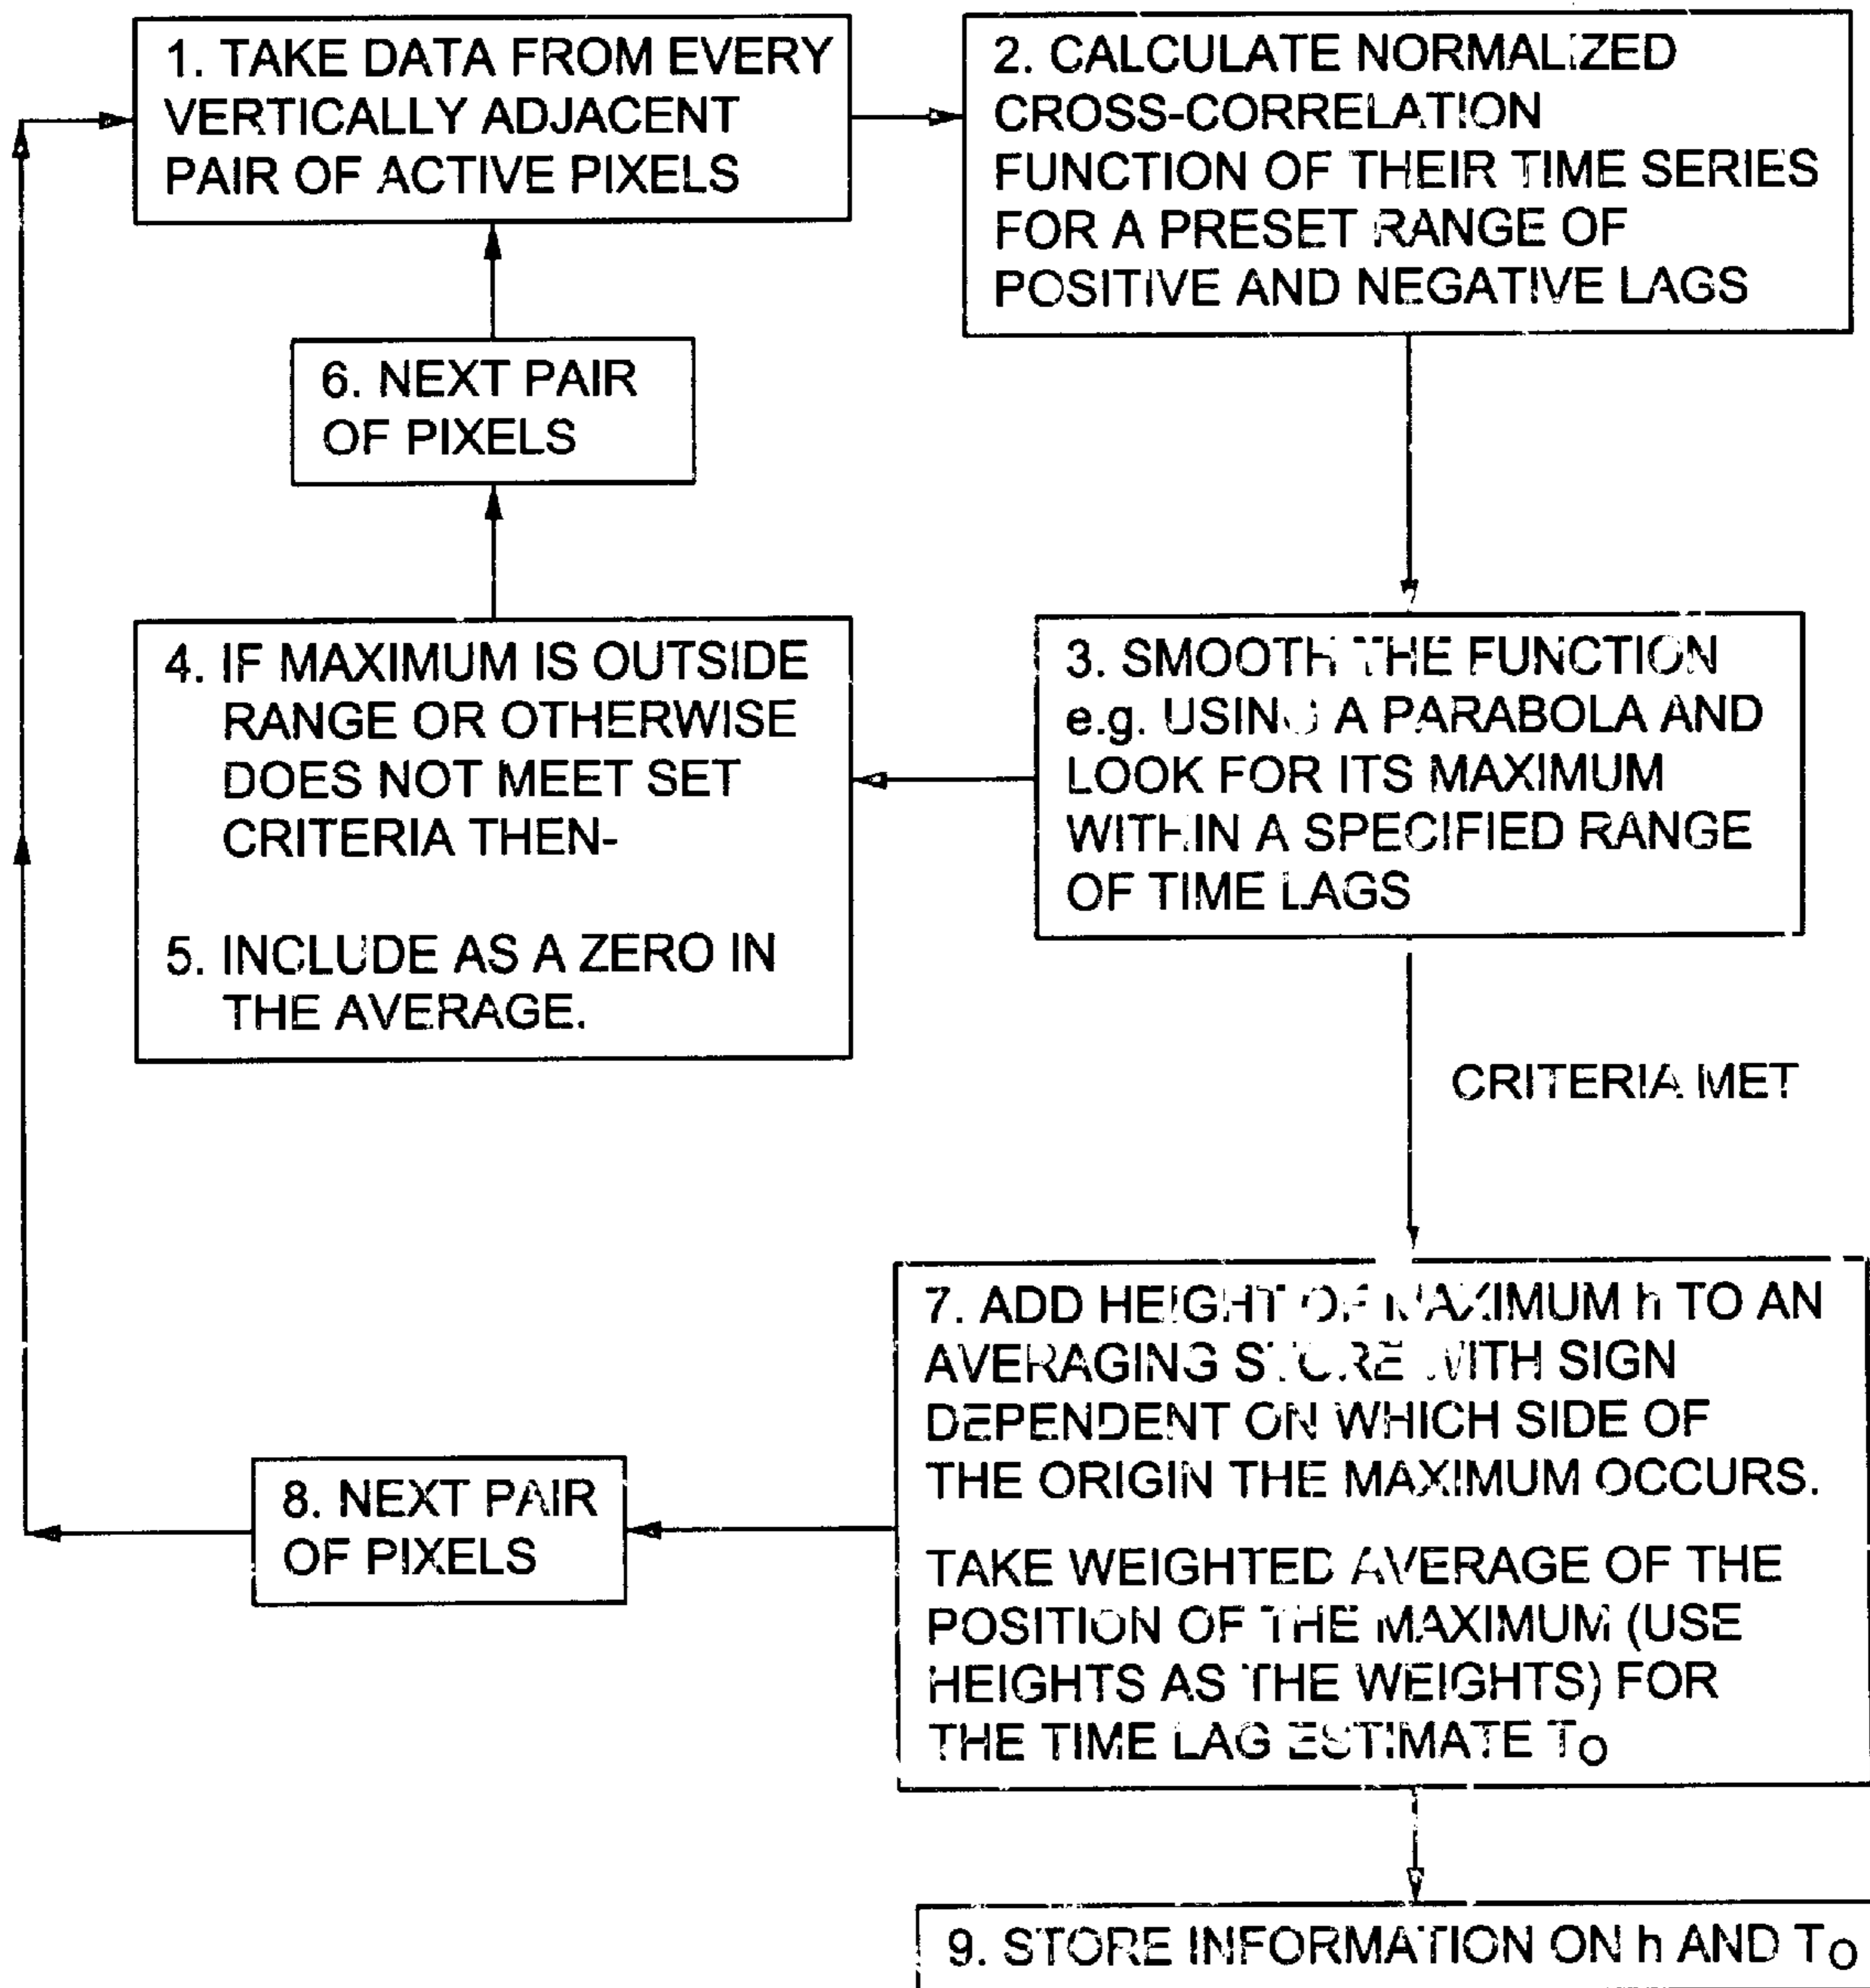 1. TAKE DATA FROM EVERY
VERTICALLY ADJACENT
PAIR OF ACTIVE PIXELS
2. CALCULATE NORMALIZED
CROSS-CORRELATION
FUNCTION OF THEIR TIME SERIES
FOR A PRESET RANGE OF
POSITIVE AND NEGATIVE LAGS
6. NEXT PAIR
OF PIXELS
3. SMOOTH THE FUNCTION
e.g. USING A PARABOLA AND
LOOK FOR ITS MAXIMUM
WITHIN A SPECIFIED RANGE
OF TIME LAGS
4. IF MAXIMUM IS OUTSIDE
RANGE OR OTHERWISE
DOES NOT MEET SET
CRITERIA THEN-
5. INCLUDE AS A ZERO IN
THE AVERAGE.
CRITERIA MET
7. ADD HEIGHT OF MAXIMUM h TO AN
AVERAGING STORE WITH SIGN
DEPENDENT ON WHICH SIDE OF
THE ORIGIN THE MAXIMUM OCCURS.
TAKE WEIGHTED AVERAGE OF THE
POSITION OF THE MAXIMUM (USE
HEIGHTS AS THE WEIGHTS) FOR
THE TIME LAG ESTIMATE TO
8. NEXT PAIR
OF PIXELS
9. STORE INFORMATION ON h AND TO